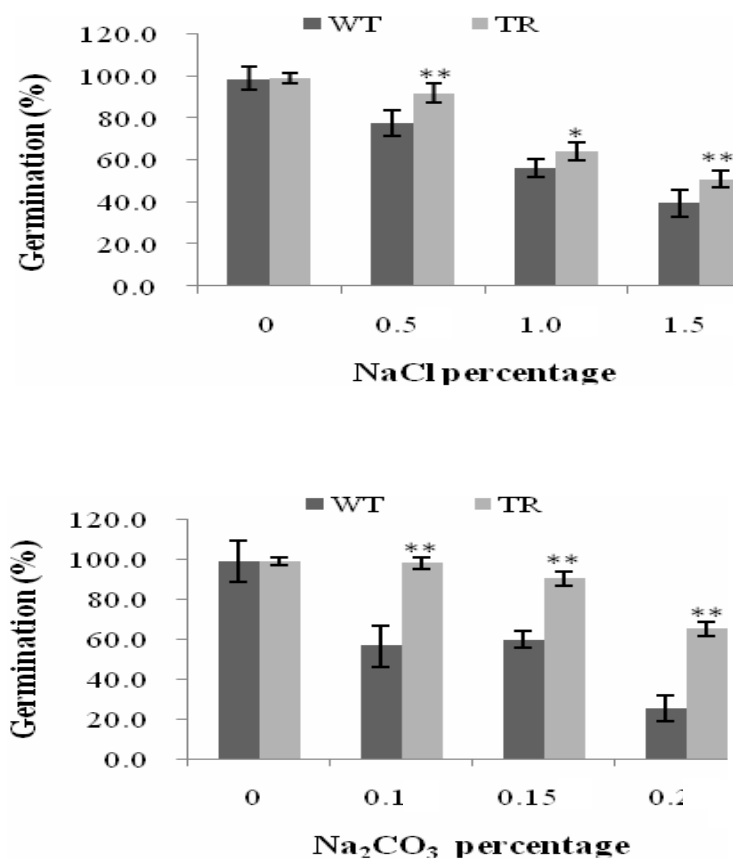 WT TR
120.0
100.0
80.0
60.0
40.0
20.0
0.0
Germination (%)
** * **
0 0.5 1.0 1.5
NaCl percentage
WT TR
120.0
100.0
80.0
60.0
40.0
20.0
0.0
Germination (%)
** ** **
0 0.1 0.15 0.2
Na₂CO₃ percentage